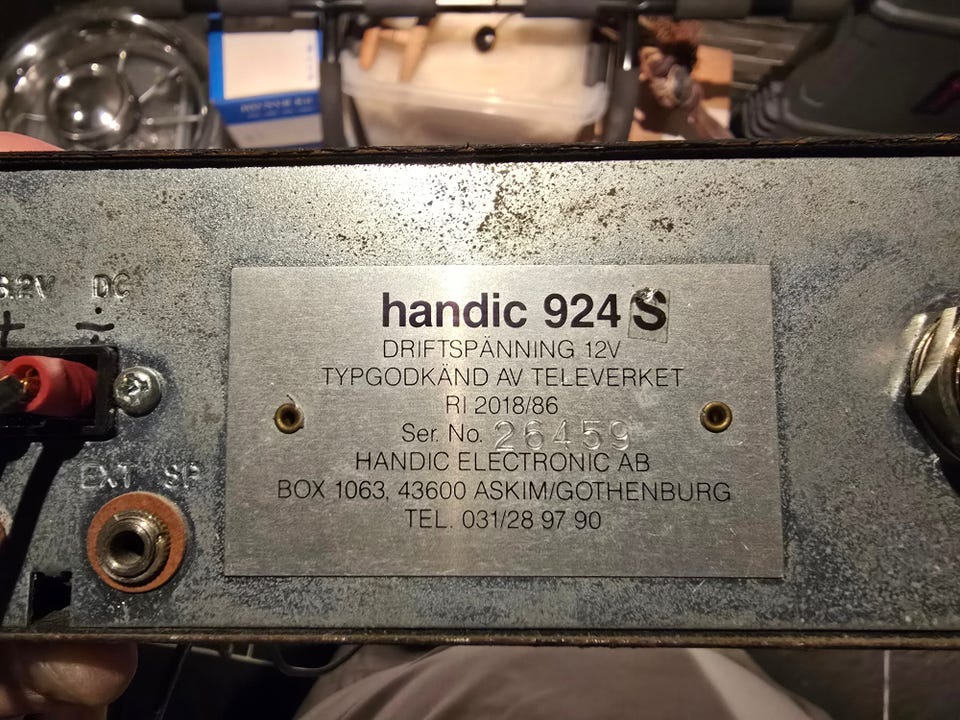 DC
+
handic 924 S
DRIFTSPÄNNING 12V
TYPGODKÄND AV TELEVERKET
RI 2018/86
Ser. No. 26459
HANDIC ELECTRONIC AB
BOX 1063, 43600 ASKIM/GOTHENBURG
TEL. 031/28 97 90
EXT SP